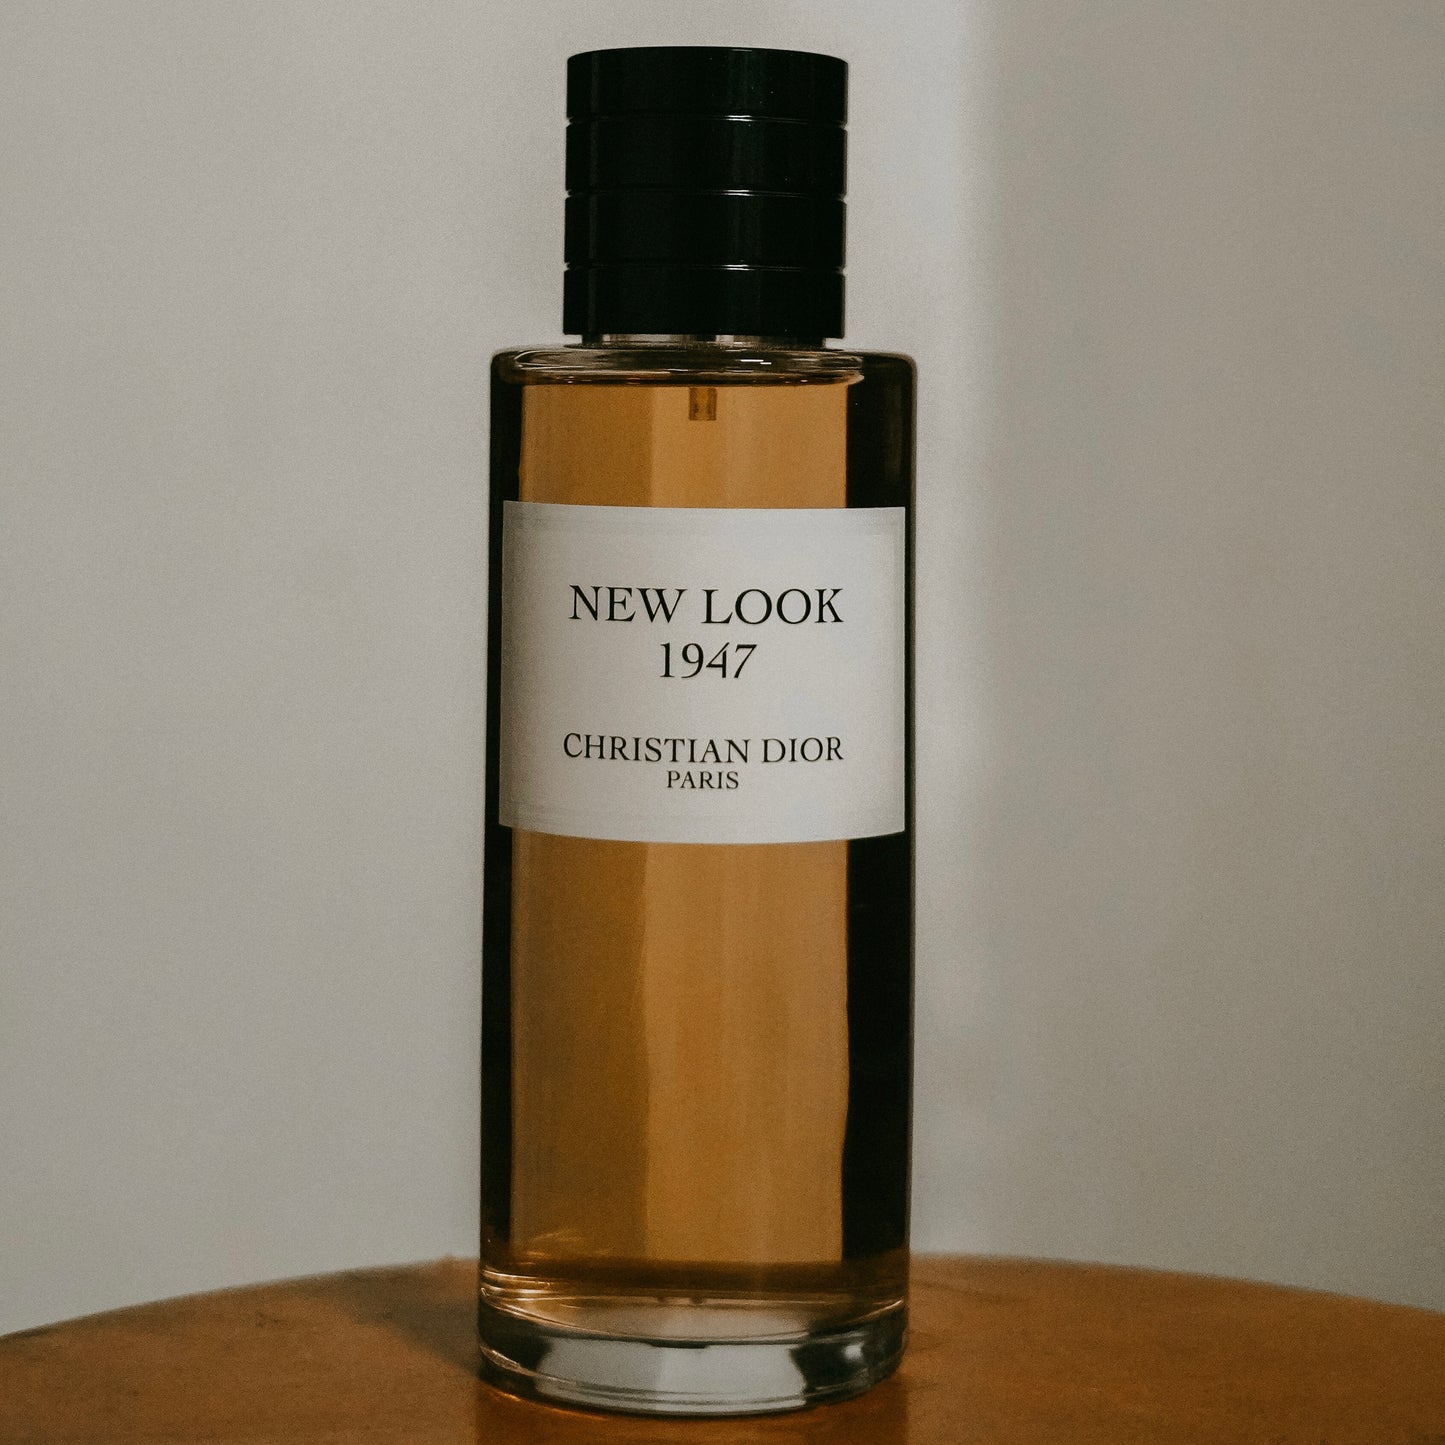 NEW LOOK
1947
CHRISTIAN DIOR
PARIS